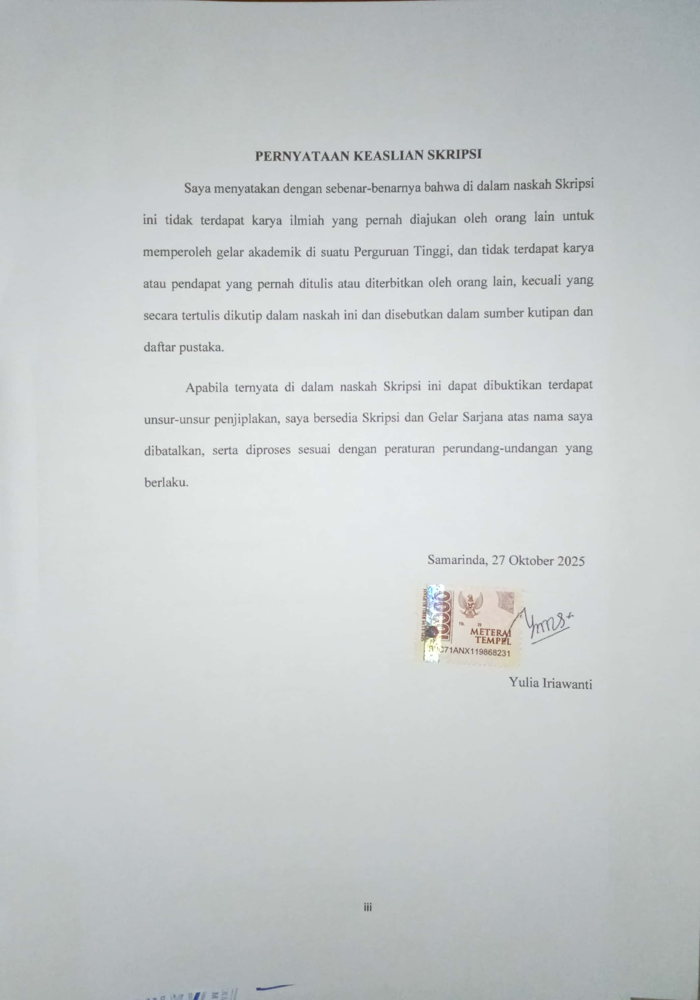 PERNYATAAN KEASLIAN SKRIPSI
Saya menyatakan dengan sebenar-benarnya bahwa di dalam naskah Skripsi
ini tidak terdapat karya ilmiah yang pernah diajukan oleh orang lain untuk
memperoleh gelar akademik di suatu Perguruan Tinggi, dan tidak terdapat karya
atau pendapat yang pernah ditulis atau diterbitkan oleh orang lain, kecuali yang
secara tertulis dikutip dalam naskah ini dan disebutkan dalam sumber kutipan dan
daftar pustaka.
Apabila ternyata di dalam naskah Skripsi ini dapat dibuktikan terdapat
unsur-unsur penjiplakan, saya bersedia Skripsi dan Gelar Sarjana atas nama saya
dibatalkan, serta diproses sesuai dengan peraturan perundang-undangan yang
berlaku.
Samarinda, 27 Oktober 2025
SEPULUH RIBU RUPIAH
10000
TGL. 20
METERAI
TEMPEL
C71ANX119868231
Yulia Iriawanti
iii